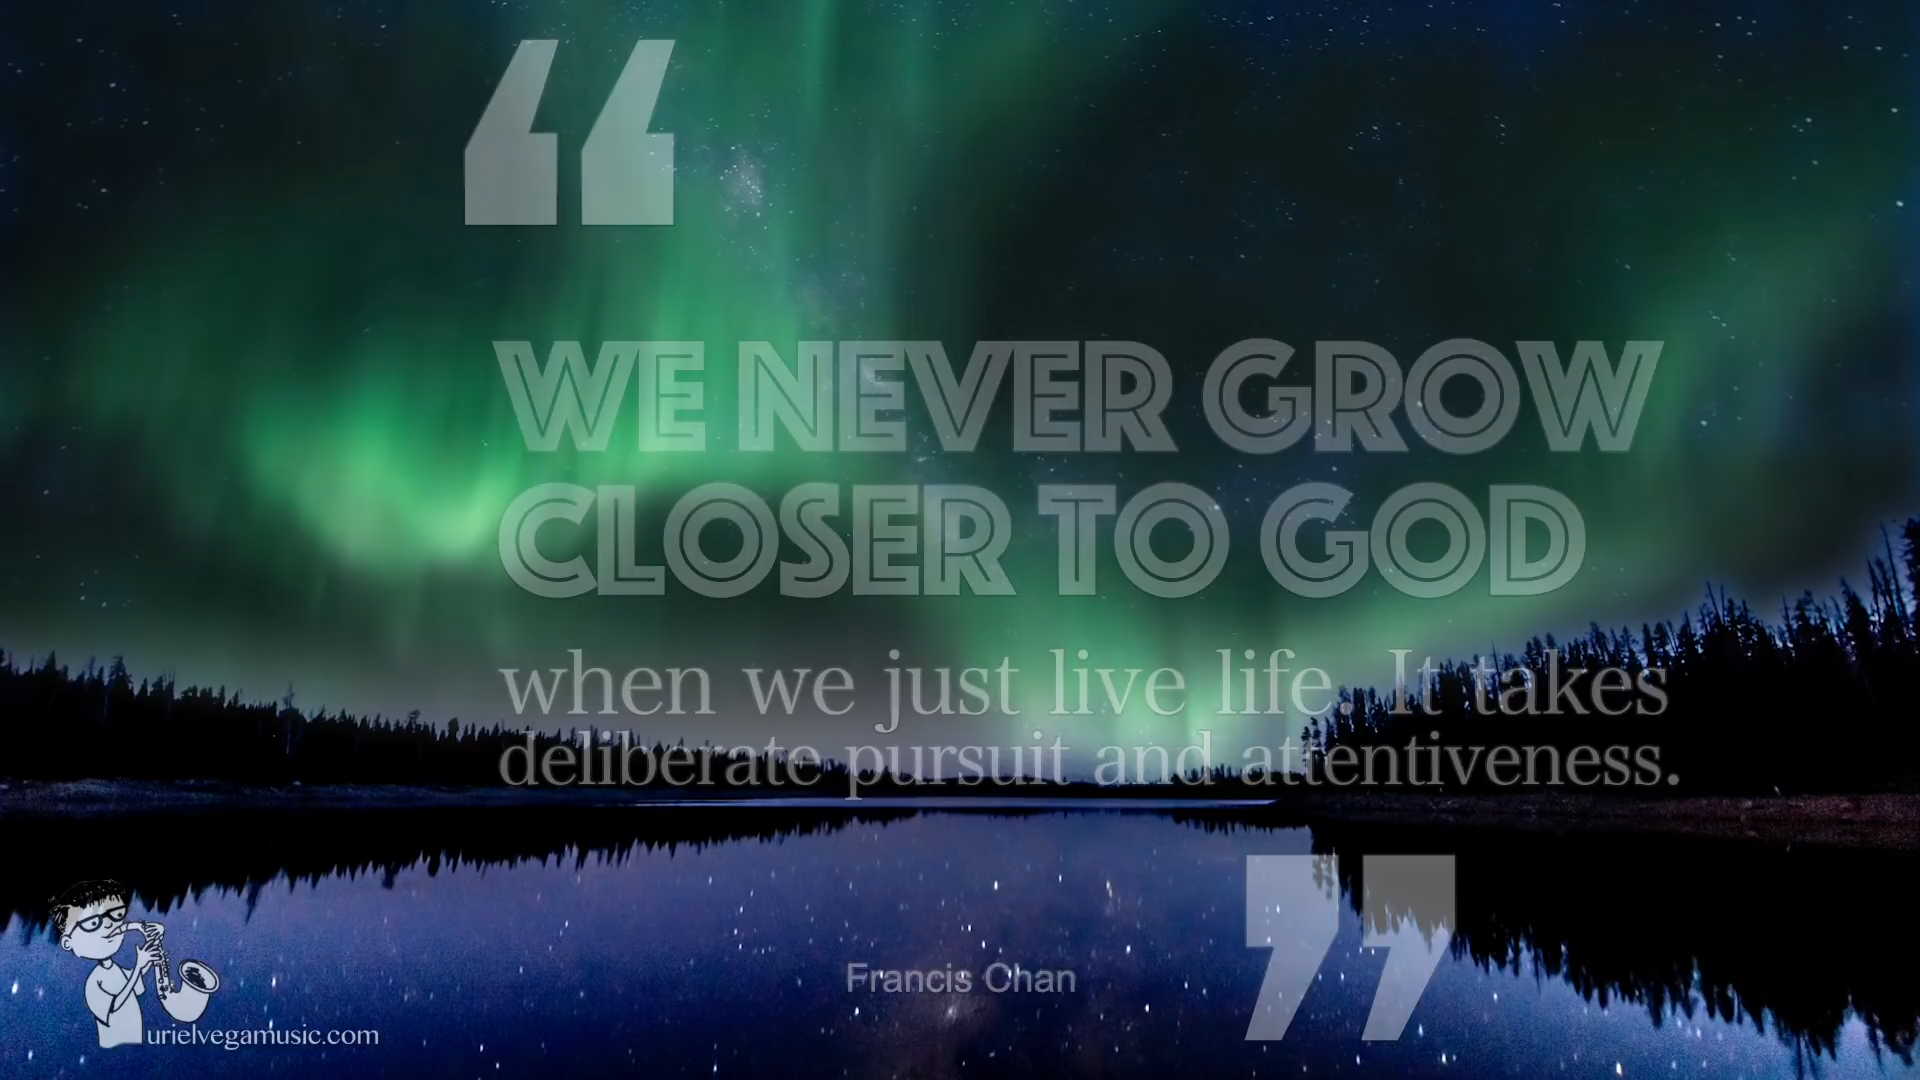 “
WE NEVER GROW
CLOSER TO GOD
when we just live life. It takes
deliberate pursuit and attentiveness.
”
Francis Chan
urielvegamusic.com